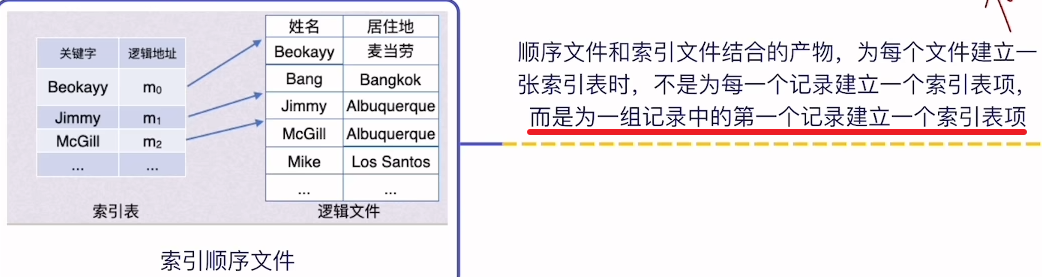 关键字 逻辑地址
Beokayy m₀
Jimmy m₁
McGill m₂
... ...
索引表
姓名 居住地
Beokayy 麦当劳
Bang Bangkok
Jimmy Albuquerque
McGill Albuquerque
Mike Los Santos
... ...
逻辑文件
索引顺序文件
顺序文件和索引文件结合的产物，为每个文件建立一
张索引表时，不是为每一个记录建立一个索引表项，
而是为一组记录中的第一个记录建立一个索引表项